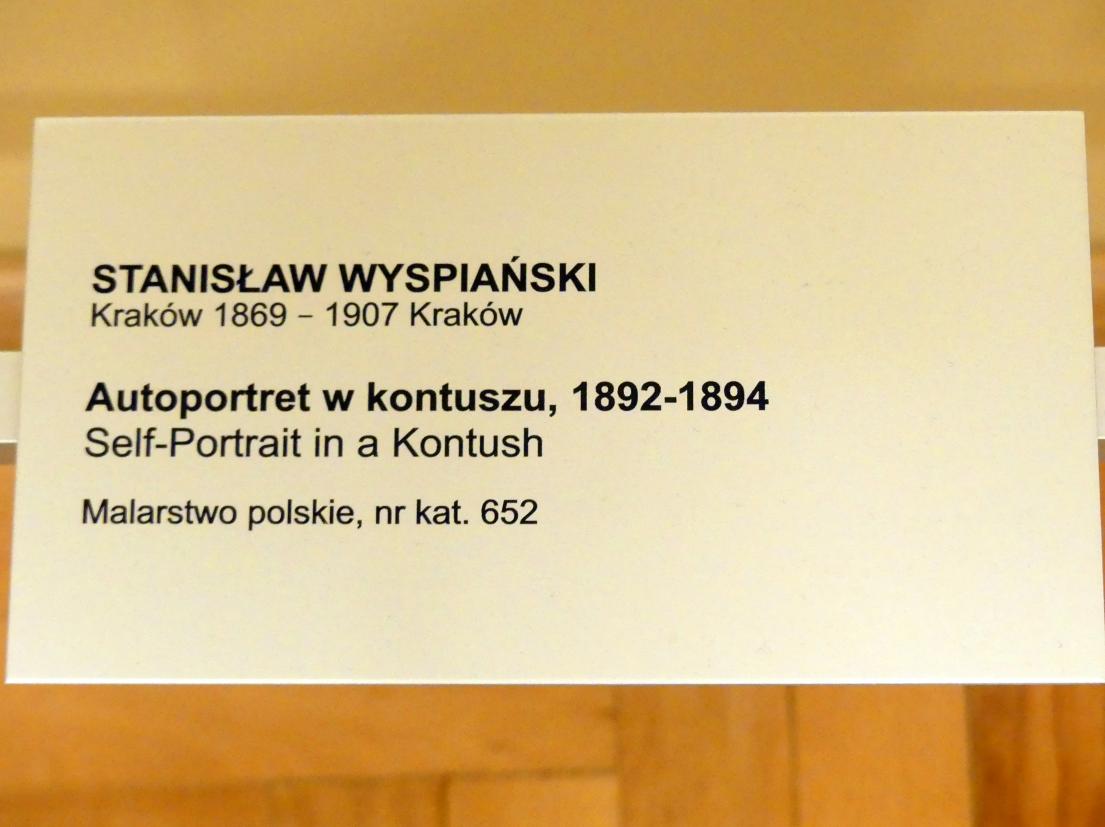 STANISŁAW WYSPIAŃSKI
Kraków 1869 – 1907 Kraków
Autoportret w kontuszu, 1892-1894
Self-Portrait in a Kontush
Malarstwo polskie, nr kat. 652